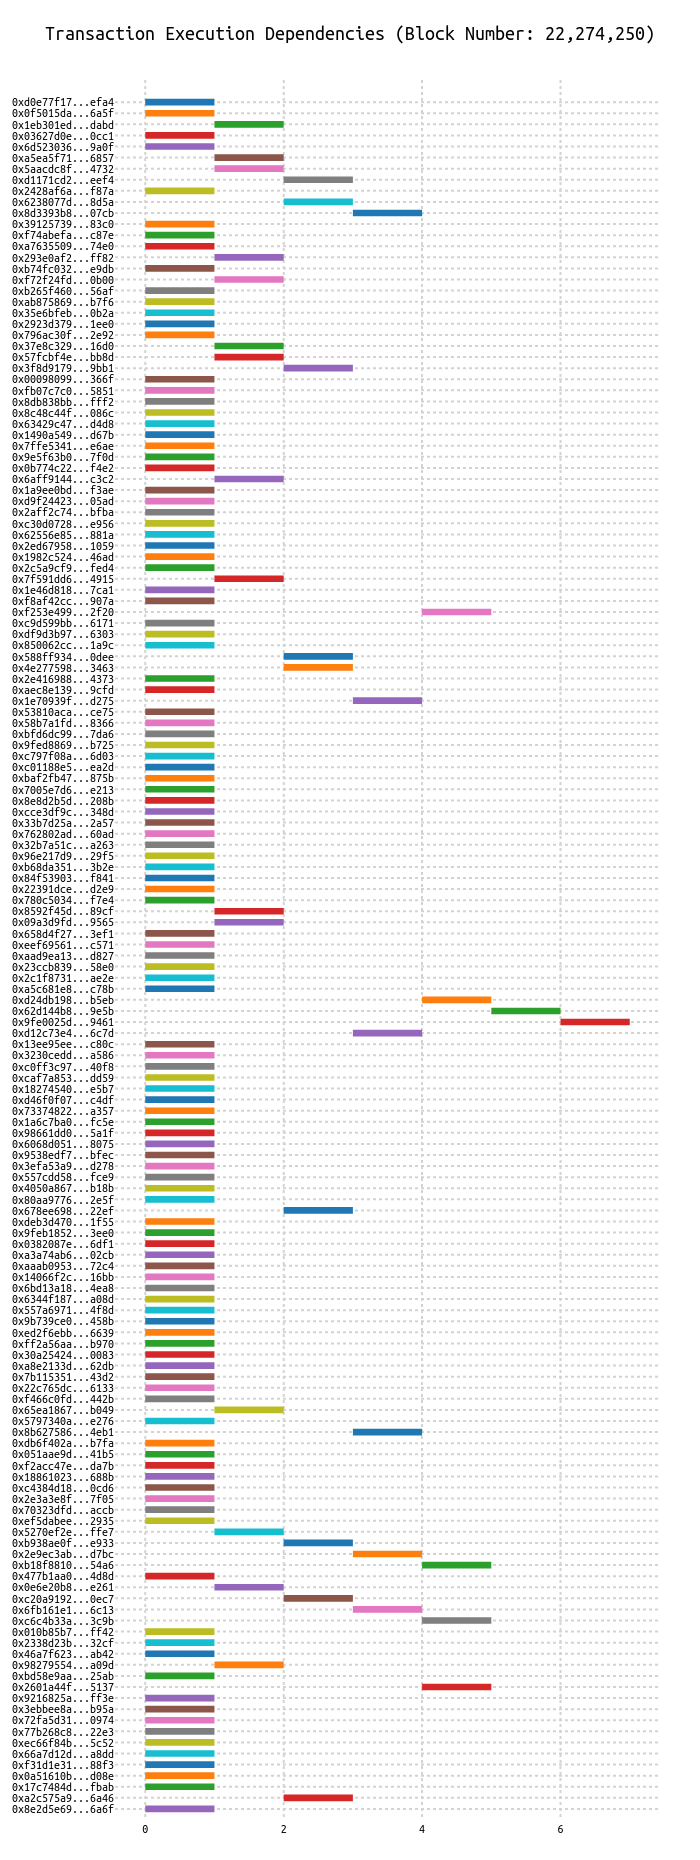 Transaction Execution Dependencies (Block Number: 22,274,250)
0xd0e77f17...efa4
0x0f5015da...6a5f
0x1eb301ed...dabd
0x03627d0e...0cc1
0x6d523036...9a0f
0xa5ea5f71...6857
0x5aacdc8f...4732
0xd1171cd2...eef4
0x2428af6a...f87a
0x6238077d...8d5a
0x8d3393b8...07cb
0x39125739...83c0
0xf74abefa...c87e
0xa7635509...74e0
0x293e0af2...ff82
0xb74fc032...e9db
0xf72f24fd...0b00
0xb265f460...56af
0xab875869...b7f6
0x35e6bfeb...0b2a
0x2923d379...1ee0
0x796ac30f...2e92
0x37e8c329...16d0
0x57fcbf4e...bb8d
0x3f8d9179...9bb1
0x00098099...366f
0xfb07c7c0...5851
0x8db838bb...fff2
0x8c48c44f...086c
0x63429c47...d4d8
0x1490a549...d67b
0x7ffe5341...e6ae
0x9e5f63b0...7f0d
0x0b774c22...f4e2
0x6aff9144...c3c2
0x1a9ee0bd...f3ae
0xd9f24423...05ad
0x2aff2c74...bfba
0xc30d0728...e956
0x62556e85...881a
0x2ed67958...1059
0x1982c524...46ad
0x2c5a9cf9...fed4
0x7f591dd6...4915
0x1e46d818...7ca1
0xf8af42cc...907a
0xf253e499...2f20
0xc9d599bb...6171
0xdf9d3b97...6303
0x850062cc...1a9c
0x588ff934...0dee
0x4e277598...3463
0x2e416988...4373
0xaec8e139...9cfd
0x1e70939f...d275
0x53810aca...ce75
0x58b7a1fd...8366
0xbfd6dc99...7da6
0x9fed8869...b725
0xc797f08a...6d03
0xc01188e5...ea2d
0xbaf2fb47...875b
0x7005e7d6...e213
0x8e8d2b5d...208b
0xcce3df9c...348d
0x33b7d25a...2a57
0x762802ad...60ad
0x32b7a51c...a263
0x96e217d9...29f5
0xb68da351...3b2e
0x84f53903...f841
0x22391dce...d2e9
0x780c5034...f7e4
0x8592f45d...89cf
0x09a3d9fd...9565
0x658d4f27...3ef1
0xeef69561...c571
0xaad9ea13...d827
0x23ccb839...58e0
0x2c1f8731...ae2e
0xa5c681e8...c78b
0xd24db198...b5eb
0x62d144b8...9e5b
0x9fe0025d...9461
0xd12c73e4...6c7d
0x13ee95ee...c80c
0x3230cedd...a586
0xc0ff3c97...40f8
0xcaf7a853...dd59
0x18274540...e5b7
0xd46f0f07...c4df
0x73374822...a357
0x1a6c7ba0...fc5e
0x98661dd0...5a1f
0x6068d051...8075
0x9538edf7...bfec
0x3efa53a9...d278
0x557cdd58...fce9
0x4050a867...b18b
0x80aa9776...2e5f
0x678ee698...22ef
0xdeb3d470...1f55
0x9feb1852...3ee0
0x0382087e...6df1
0xa3a74ab6...02cb
0xaaab0953...72c4
0x14066f2c...16bb
0x6bd13a18...4ea8
0x6344f187...a08d
0x557a6971...4f8d
0x9b739ce0...458b
0xed2f6ebb...6639
0xff2a56aa...b970
0x30a25424...0083
0xa8e2133d...62db
0x7b115351...43d2
0x22c765dc...6133
0xf466c0fd...442b
0x65ea1867...b049
0x5797340a...e276
0x8b627586...4eb1
0xdb6f402a...b7fa
0x051aae9d...41b5
0xf2acc47e...da7b
0x18861023...688b
0xc4384d18...0cd6
0x2e3a3e8f...7f05
0x70323dfd...accb
0xef5dabee...2935
0x5270ef2e...ffe7
0xb938ae0f...e933
0x2e9ec3ab...d7bc
0xb18f8810...54a6
0x477b1aa0...4d8d
0x0e6e20b8...e261
0xc20a9192...0ec7
0x6fb161e1...6c13
0xc6c4b33a...3c9b
0x010b85b7...ff42
0x2338d23b...32cf
0x46a7f623...ab42
0x98279554...a09d
0xbd58e9aa...25ab
0x2601a44f...5137
0x9216825a...ff3e
0x3ebbee8a...b95a
0x72fa5d31...0974
0x77b268c8...22e3
0xec66f84b...5c52
0x66a7d12d...a8dd
0xf31d1e31...88f3
0x0a51610b...d08e
0x17c7484d...fbab
0xa2c575a9...6a46
0x8e2d5e69...6a6f
0 2 4 6